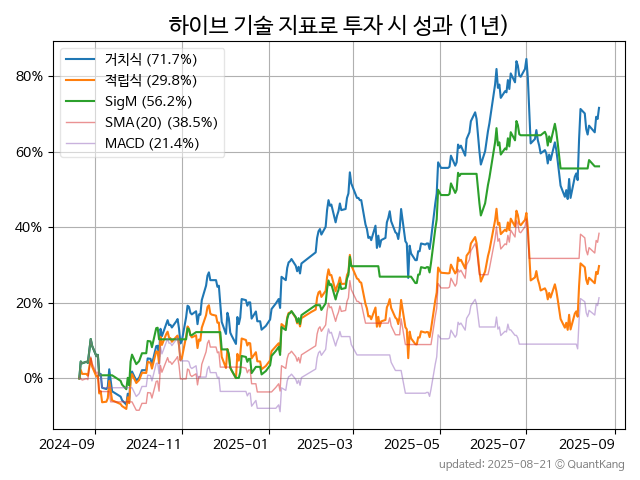 하이브 기술 지표로 투자 시 성과 (1년)
거치식 (71.7%)
적립식 (29.8%)
SigM (56.2%)
SMA(20) (38.5%)
MACD (21.4%)
80%
60%
40%
20%
0%
2024-09 2024-11 2025-01 2025-03 2025-05 2025-07 2025-09
updated: 2025-08-21 © QuantKang